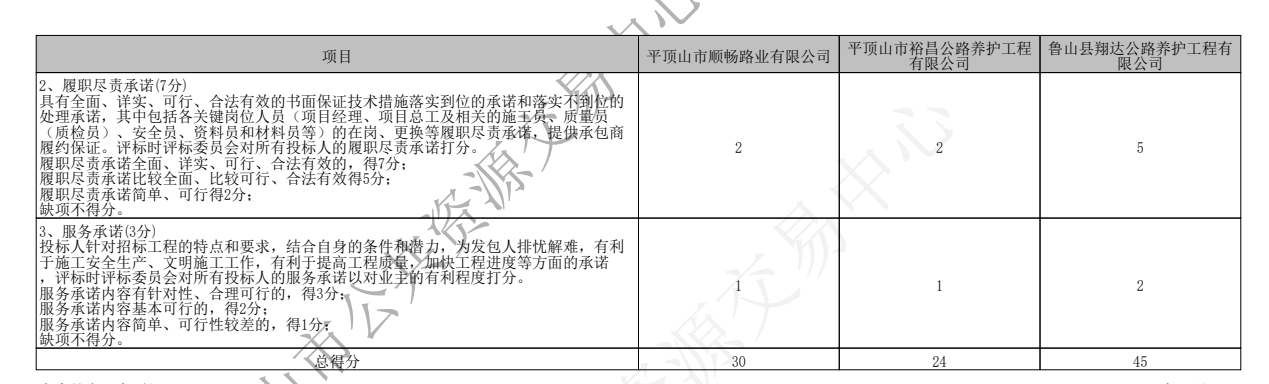 项目
平顶山市顺畅路业有限公司
平顶山市裕昌公路养护工程
有限公司
鲁山县翔达公路养护工程有
限公司
2、履职尽责承诺(7分)
具有全面、详实、可行、合法有效的书面保证技术措施落实到位的承诺和落实不到位的
处理承诺，其中包括各关键岗位人员（项目经理、项目总工及相关的施工员、质量员
（质检员）、安全员、资料员和材料员等）的在岗、更换等履职尽责承诺，提供承包商
履约保证。评标时评标委员会对所有投标人的履职尽责承诺打分。
履职尽责承诺全面、详实、可行、合法有效的，得7分；
履职尽责承诺比较全面、比较可行、合法有效得5分；
履职尽责承诺简单、可行得2分；
缺项不得分。
2
2
5
3、服务承诺(3分)
投标人针对招标工程的特点和要求，结合自身的条件和潜力，为发包人排忧解难，有利
于施工安全生产、文明施工工作，有利于提高工程质量，加快工程进度等方面的承诺
，评标时评标委员会对所有投标人的服务承诺以对业主的有利程度打分。
服务承诺内容有针对性、合理可行的，得3分；
服务承诺内容基本可行的，得2分；
服务承诺内容简单、可行性较差的，得1分；
缺项不得分。
1
1
2
总得分
30
24
45
山市公共资源交易中心
资源交易中心